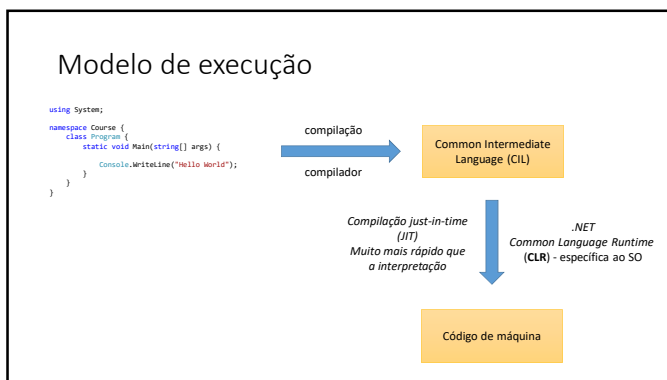 Modelo de execução
using System;
namespace Course {
class Program {
static void Main(string[] args) {
Console.WriteLine("Hello World");
}
}
}
compilação
compilador
Common Intermediate
Language (CIL)
Compilação just-in-time
(JIT)
Muito mais rápido que
a interpretação
.NET
Common Language Runtime
(CLR) - específica ao SO
Código de máquina